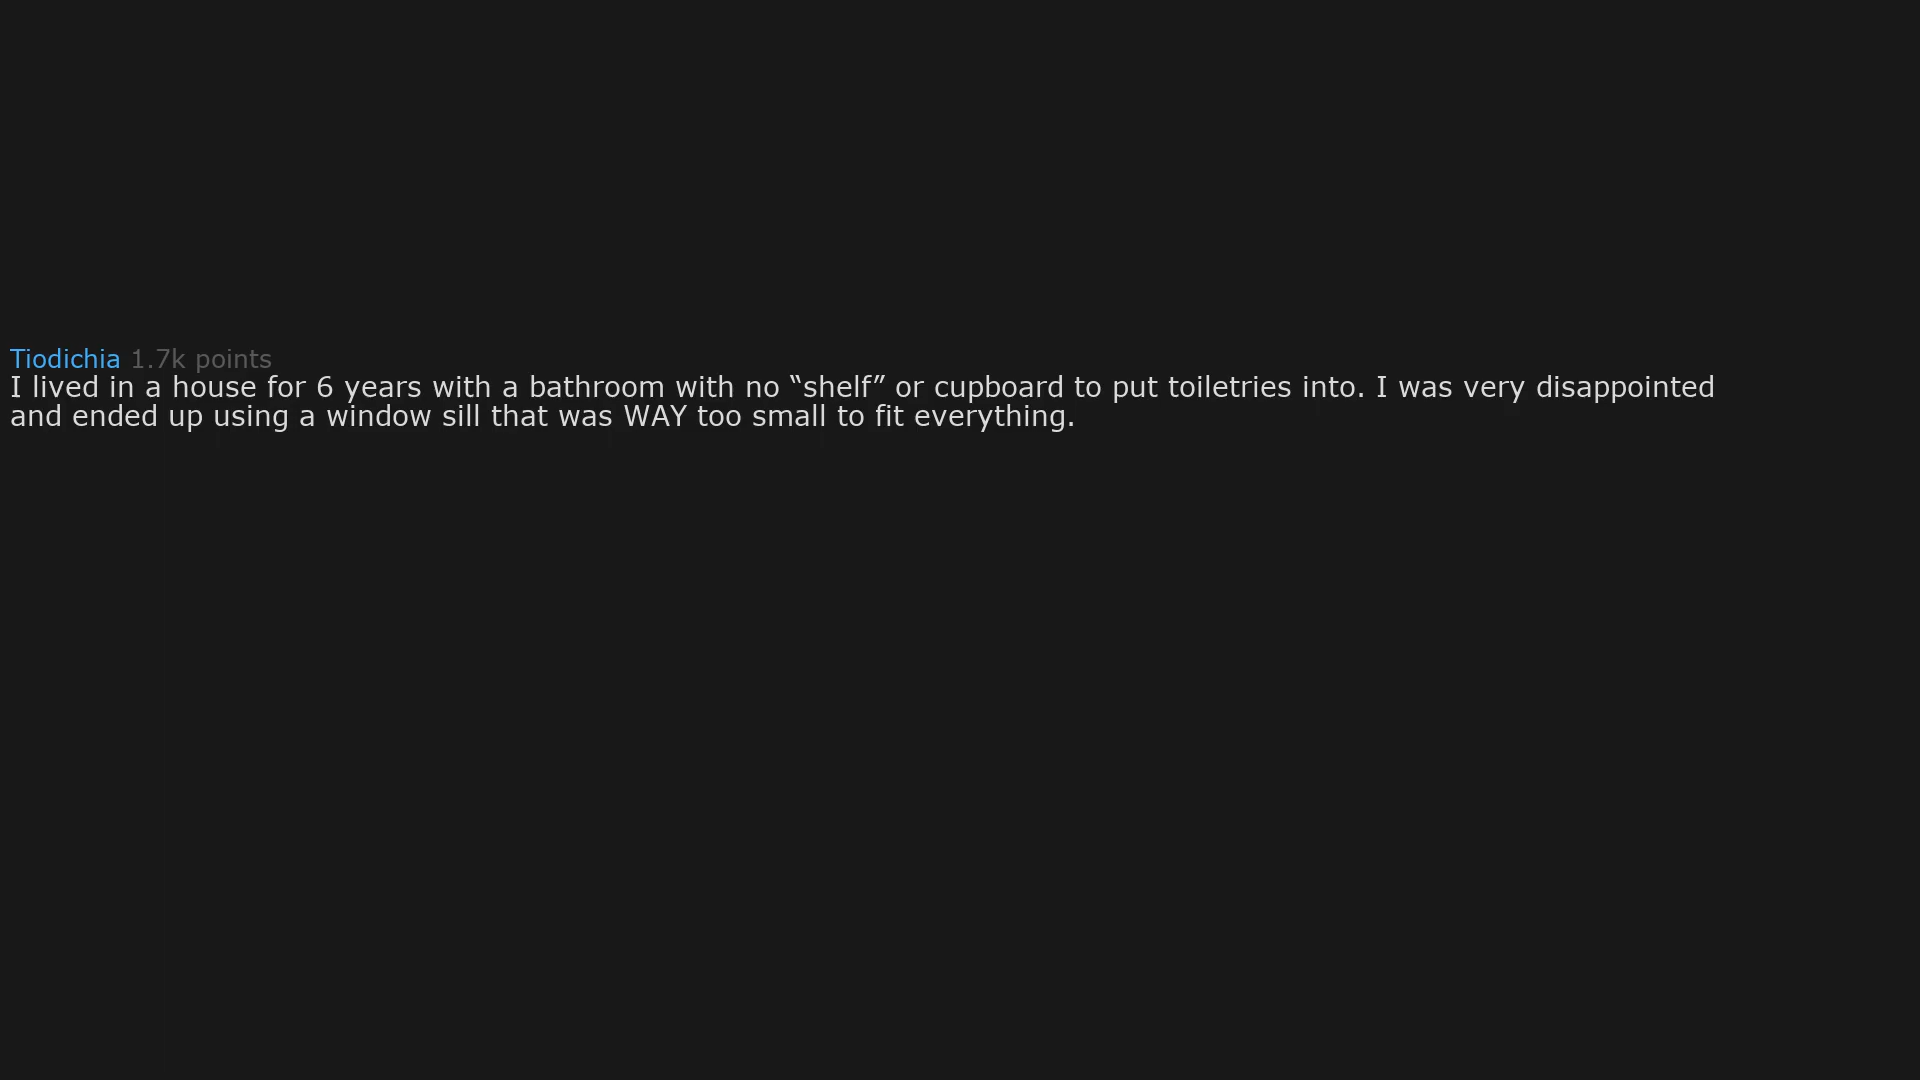 Tiodichia 1.7k points
I lived in a house for 6 years with a bathroom with no “shelf” or cupboard to put toiletries into. I was very disappointed
and ended up using a window sill that was WAY too small to fit everything.